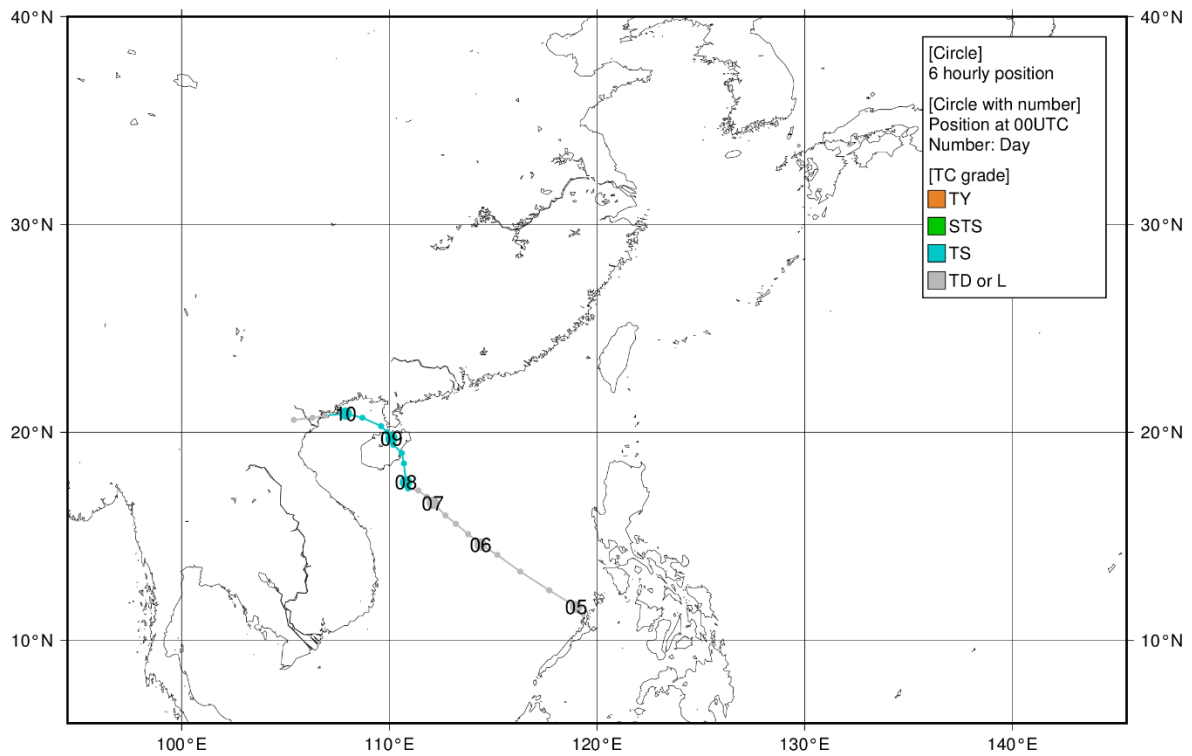 40°N
40°N
[Circle]
6 hourly position
[Circle with number]
Position at 00UTC
Number: Day
[TC grade]
TY
STS
TS
TD or L
30°N
30°N
10
20°N
09
20°N
08
07
06
05
10°N
10°N
100°E
110°E
120°E
130°E
140°E